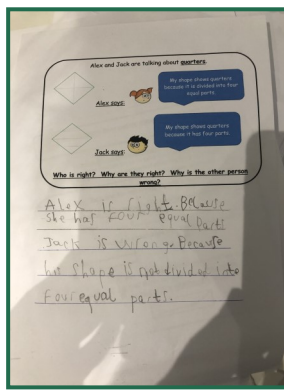 Alex and Jack are talking about quarters.
My shape shows quarters
because it is divided into four
equal parts.
Alex says:
My shape shows quarters
because it has four parts.
Jack says:
Who is right? Why are they right? Why is the other person
wrong?
Alex is right. Because
she has four equal parts
Jack is wrong. Because
his shape is not divided into
four equal parts.